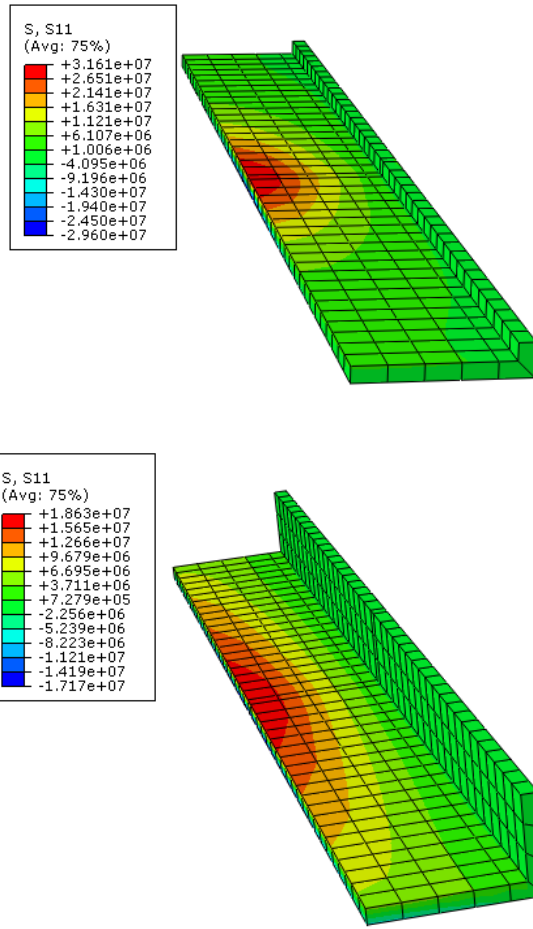 S, S11
(Avg: 75%)
+3.161e+07
+2.651e+07
+2.141e+07
+1.631e+07
+1.121e+07
+6.107e+06
+1.006e+06
-4.095e+06
-9.196e+06
-1.430e+07
-1.940e+07
-2.450e+07
-2.960e+07
S, S11
(Avg: 75%)
+1.863e+07
+1.565e+07
+1.266e+07
+9.679e+06
+6.695e+06
+3.711e+06
+7.279e+05
-2.256e+06
-5.239e+06
-8.223e+06
-1.121e+07
-1.419e+07
-1.717e+07